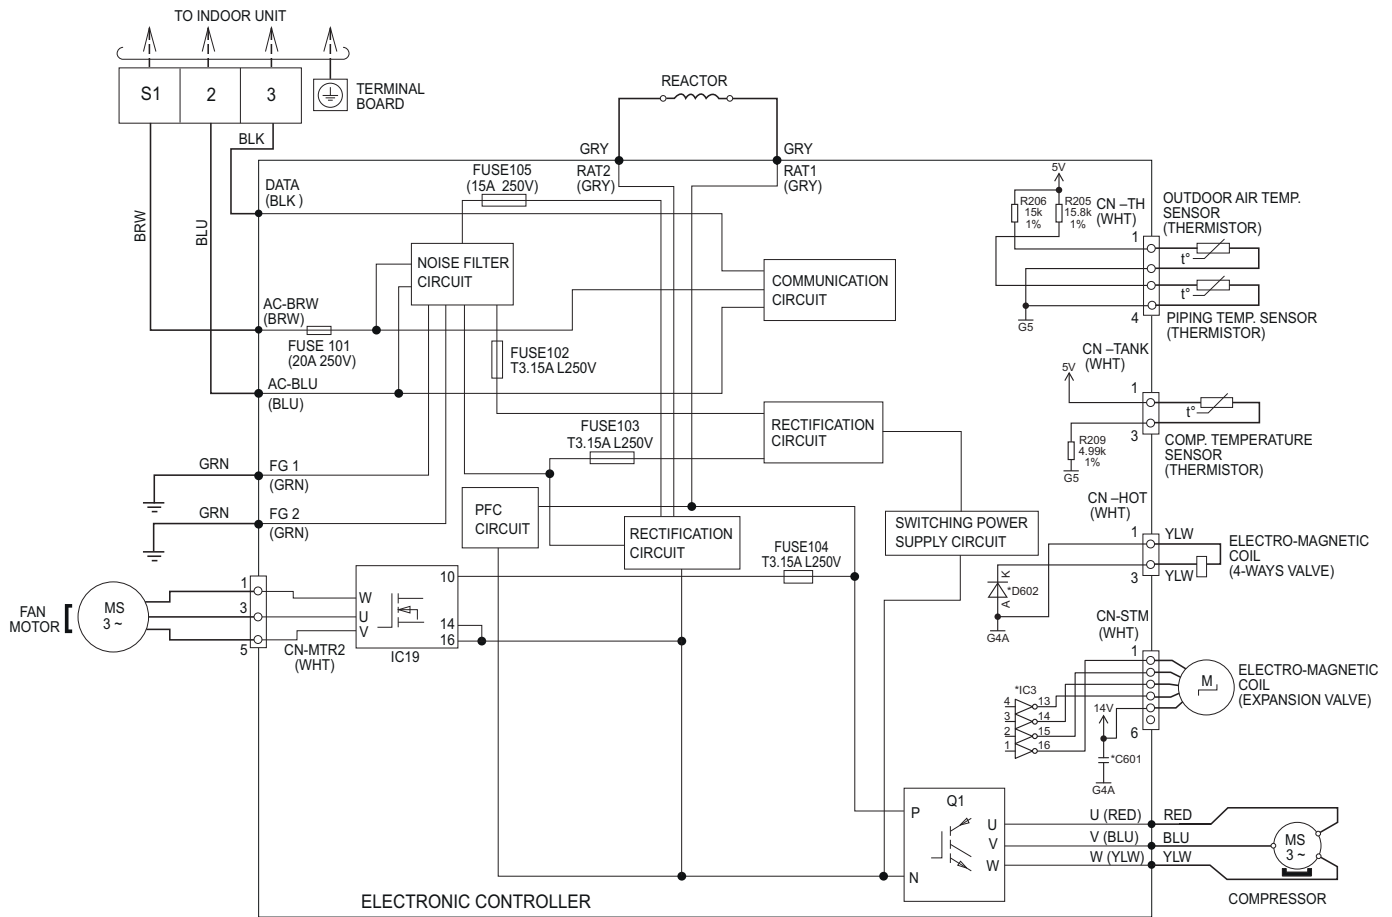 TO INDOOR UNIT
S1
2
3
TERMINAL
BOARD
BLK
BRW
BLU
REACTOR
GRY
GRY
RAT2
(GRY)
RAT1
(GRY)
FUSE105
(15A 250V)
DATA
(BLK )
NOISE FILTER
CIRCUIT
COMMUNICATION
CIRCUIT
AC-BRW
(BRW)
FUSE 101
(20A 250V)
FUSE102
T3.15A L250V
AC-BLU
(BLU)
FUSE103
T3.15A L250V
RECTIFICATION
CIRCUIT
GRN
FG 1
(GRN)
GRN
FG 2
(GRN)
PFC
CIRCUIT
RECTIFICATION
CIRCUIT
SWITCHING POWER
SUPPLY CIRCUIT
FUSE104
T3.15A L250V
FAN
MOTOR
MS
3 ~
1
3
5
CN-MTR2
(WHT)
W
U
V
10
14
16
IC19
5V
R206
15k
1%
R205
15.8k
1%
CN –TH
(WHT)
1
4
G5
t°
t°
OUTDOOR AIR TEMP.
SENSOR
(THERMISTOR)
PIPING TEMP. SENSOR
(THERMISTOR)
CN –TANK
(WHT)
5V
1
3
t°
R209
4.99k
1%
G5
COMP. TEMPERATURE
SENSOR
(THERMISTOR)
CN –HOT
(WHT)
1
3
YLW
YLW
K
A
*D602
G4A
ELECTRO-MAGNETIC
COIL
(4-WAYS VALVE)
CN-STM
(WHT)
1
6
M
ELECTRO-MAGNETIC
COIL
(EXPANSION VALVE)
*IC3
4 13
3 14
2 15
1 16
14V
*C601
G4A
Q1
P
N
U
V
W
U (RED)
V (BLU)
W (YLW)
RED
BLU
YLW
MS
3 ~
COMPRESSOR
ELECTRONIC CONTROLLER